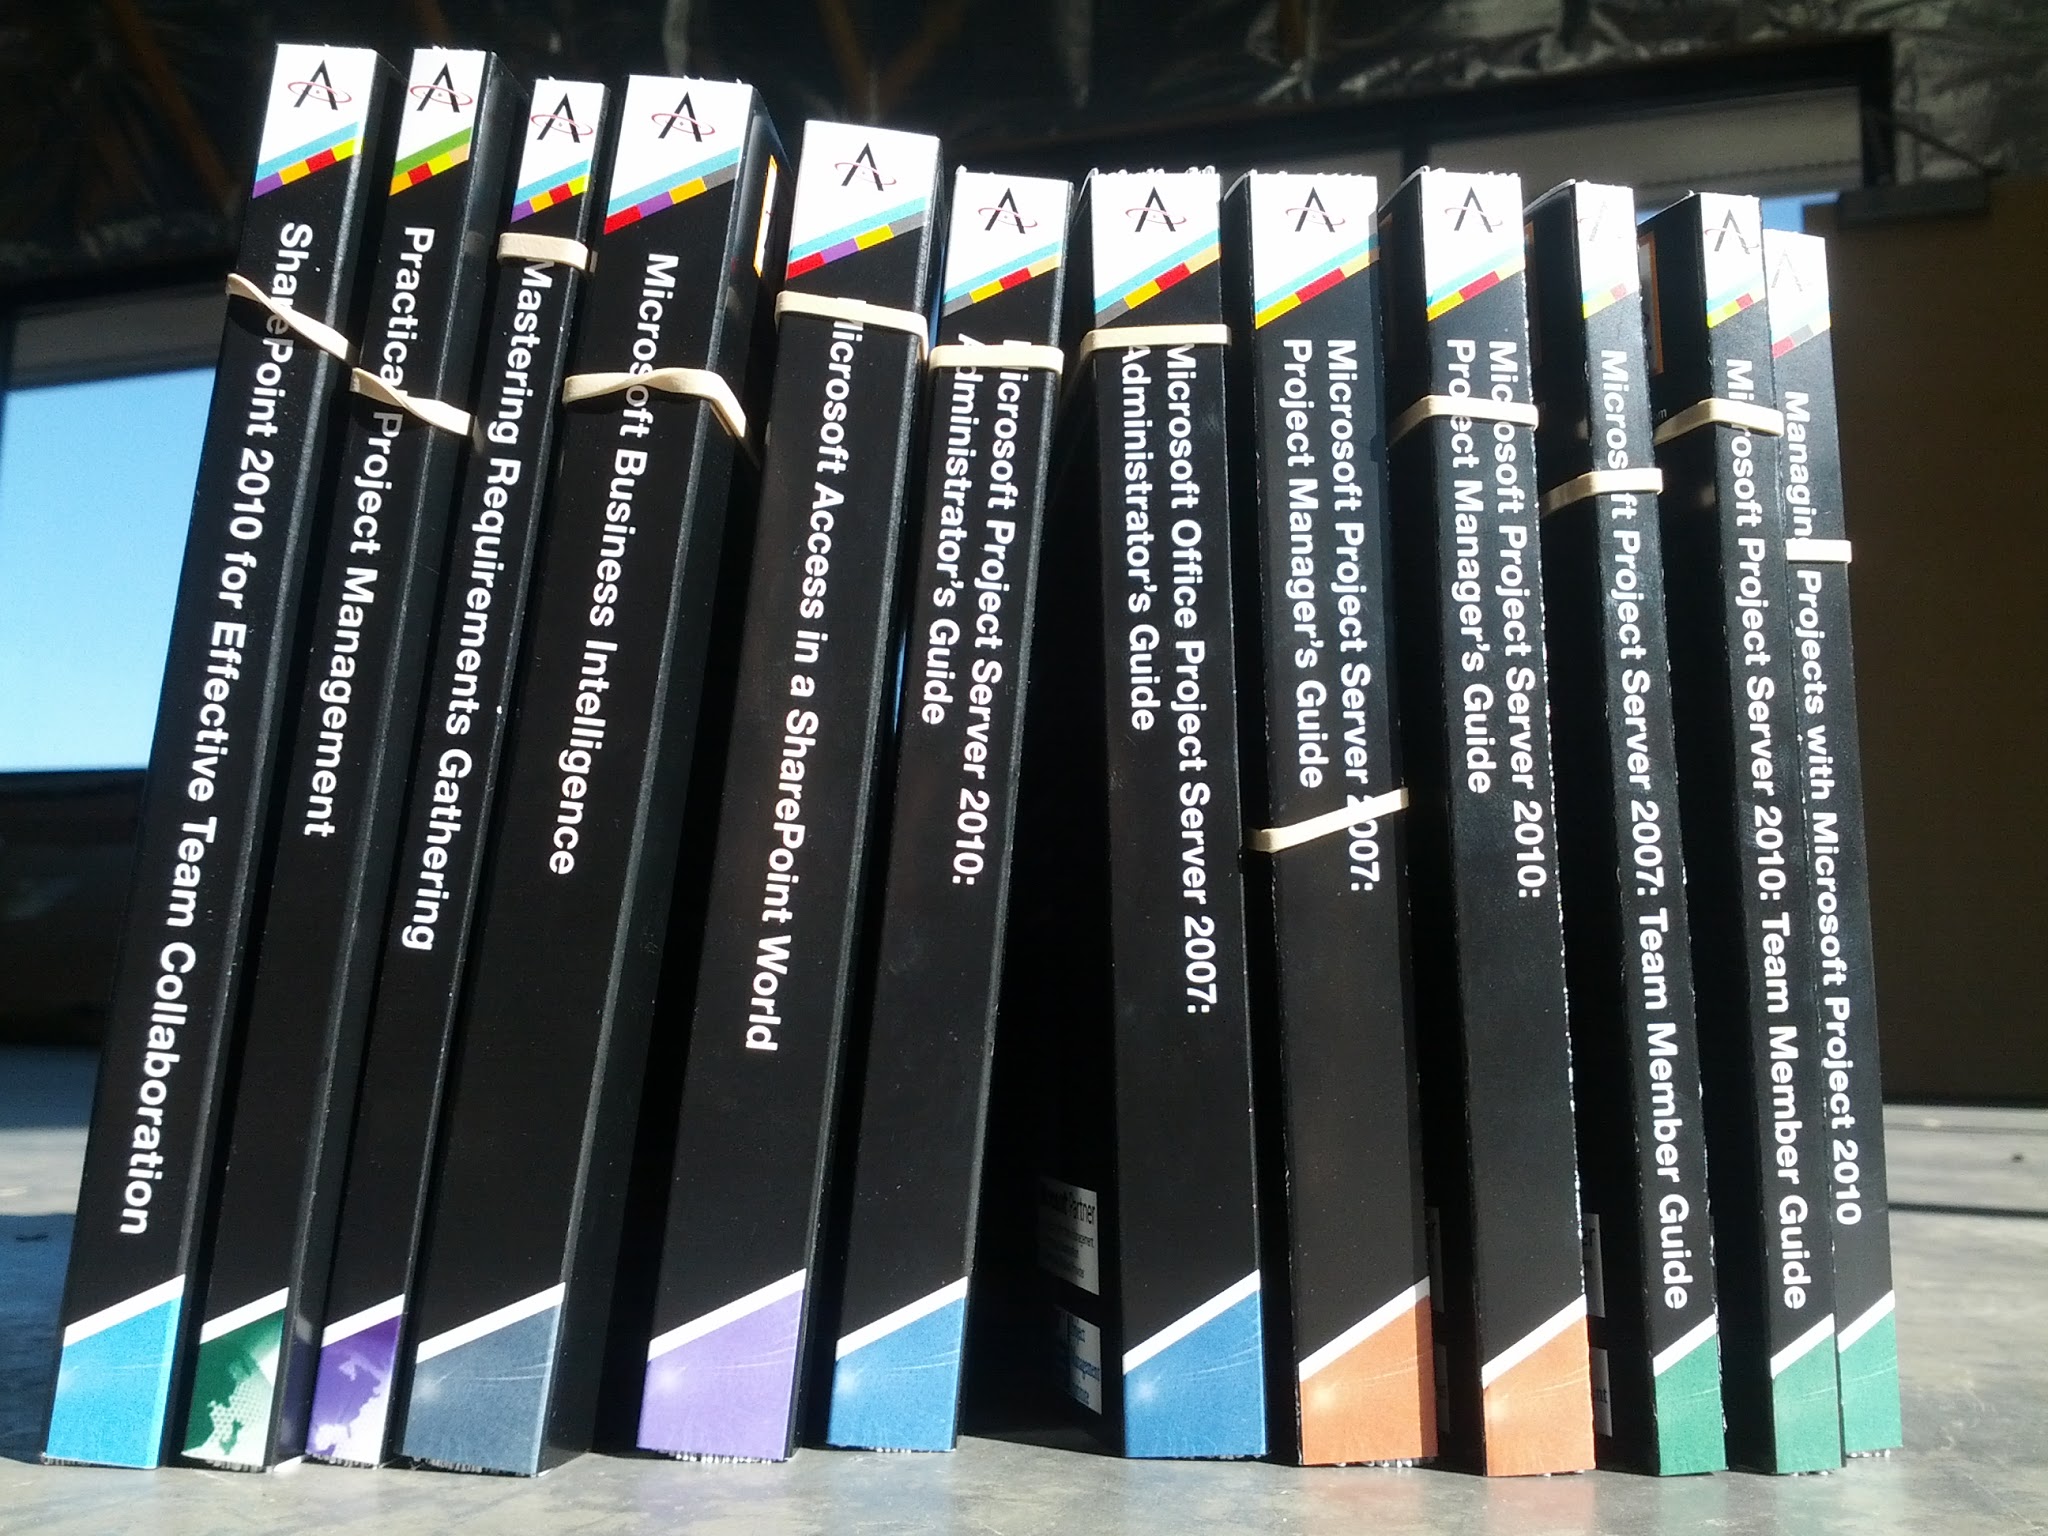 SharePoint 2010 for Effective Team Collaboration
Practical Project Management
Mastering Requirements Gathering
Microsoft Business Intelligence
Microsoft Access in a SharePoint World
Microsoft Project Server 2010:
Administrator's Guide
Microsoft Office Project Server 2007:
Administrator's Guide
Microsoft Project Server 2007:
Project Manager's Guide
Microsoft Project Server 2010:
Project Manager's Guide
Microsoft Project Server 2007: Team Member Guide
Microsoft Project Server 2010: Team Member Guide
Managing Projects with Microsoft Project 2010
Partner